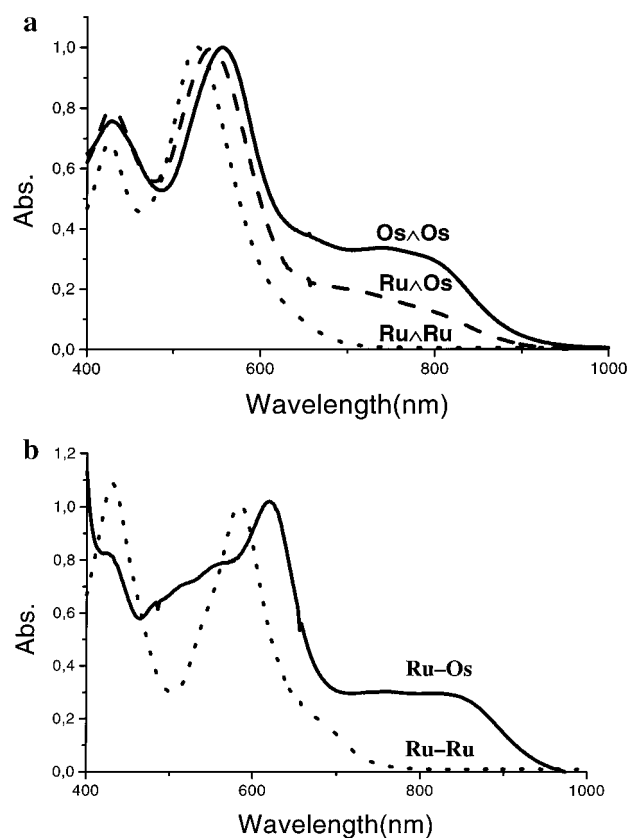 a
1,0
0,8
0,6
0,4
0,2
0,0
Abs.
Os∧Os
Ru∧Os
Ru∧Ru
400
600
800
1000
Wavelength(nm)
b
1,2
1,0
0,8
0,6
0,4
0,2
0,0
Abs.
Ru–Os
Ru–Ru
400
600
800
1000
Wavelength(nm)